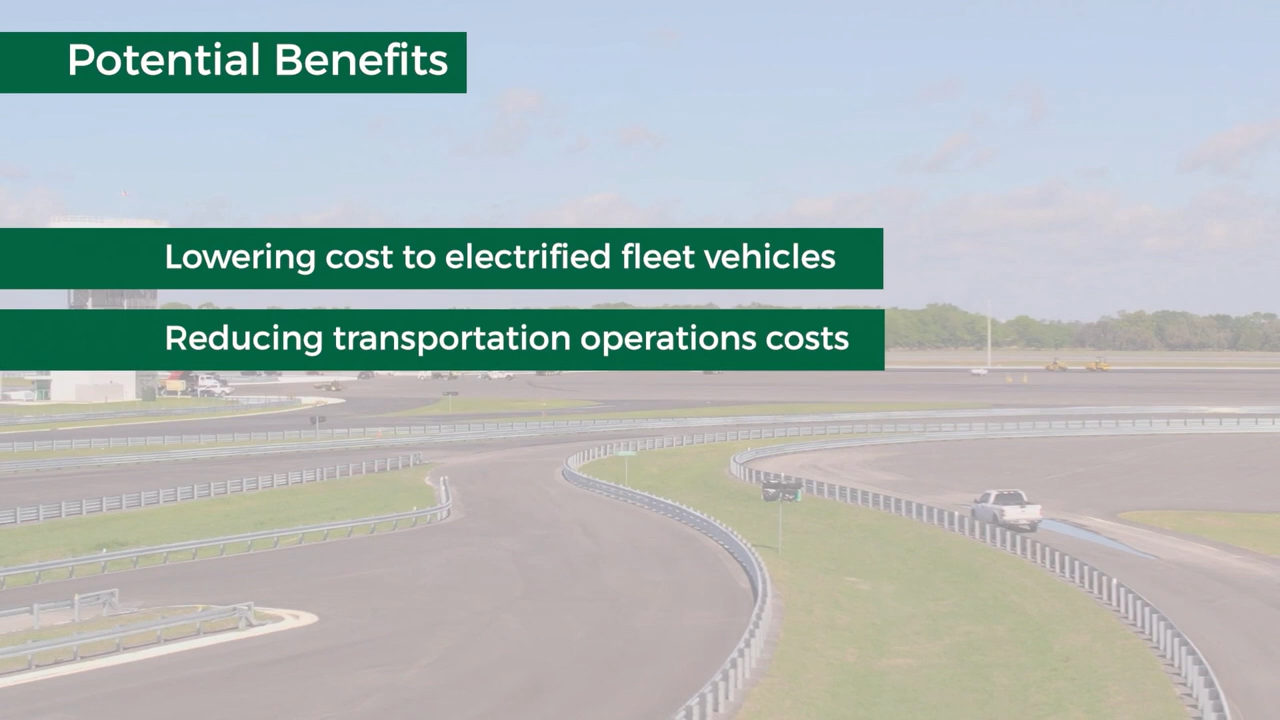 Potential Benefits
Lowering cost to electrified fleet vehicles
Reducing transportation operations costs